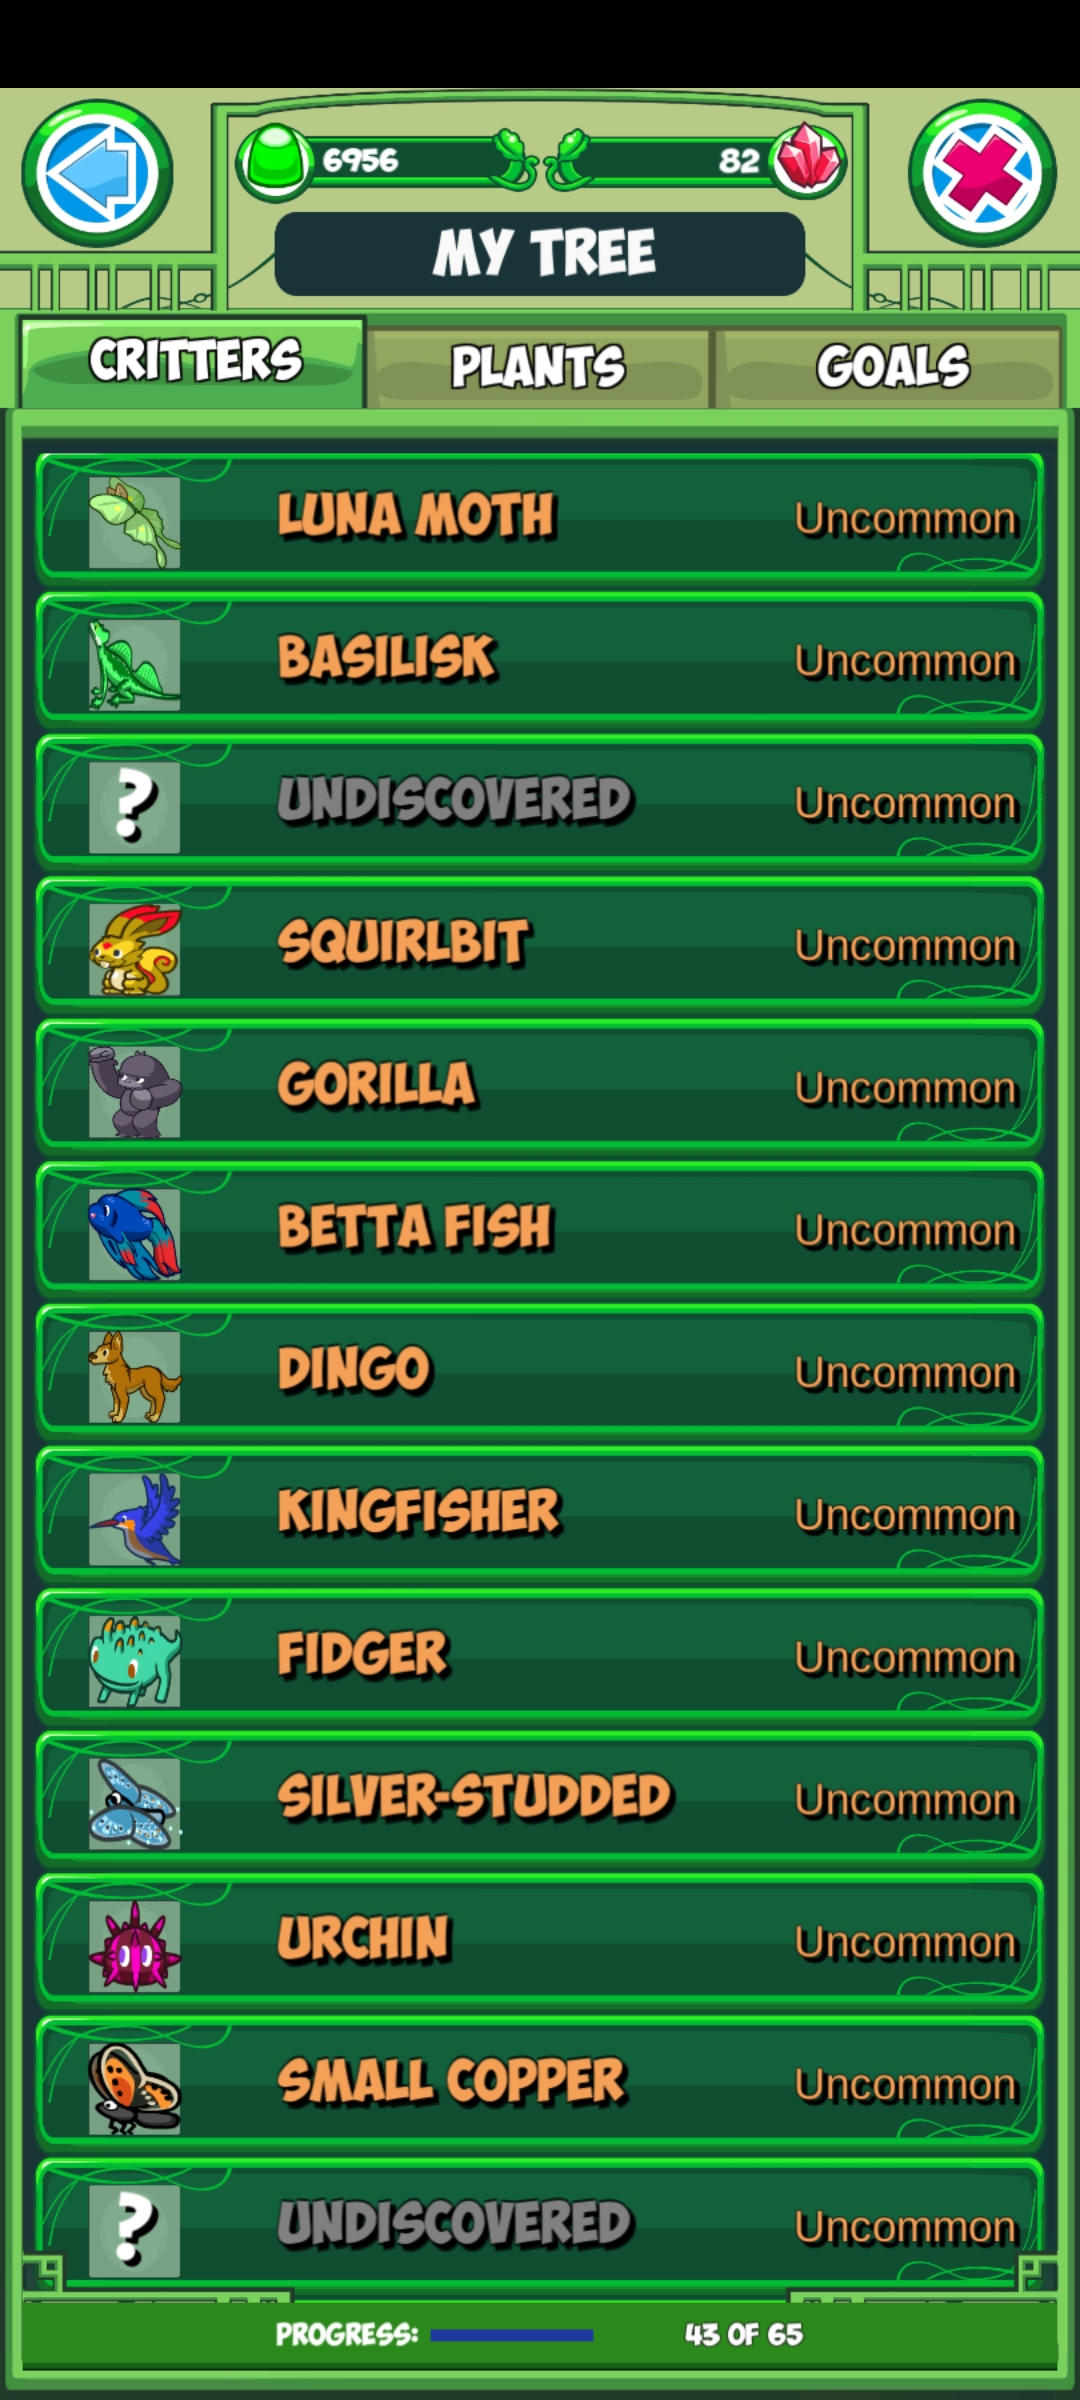 6956
82
MY TREE
CRITTERS
PLANTS
GOALS
LUNA MOTH Uncommon
BASILISK Uncommon
? UNDISCOVERED Uncommon
SQUIRLBIT Uncommon
GORILLA Uncommon
BETTA FISH Uncommon
DINGO Uncommon
KINGFISHER Uncommon
FIDGER Uncommon
SILVER-STUDDED Uncommon
URCHIN Uncommon
SMALL COPPER Uncommon
? UNDISCOVERED Uncommon
PROGRESS: 43 OF 65